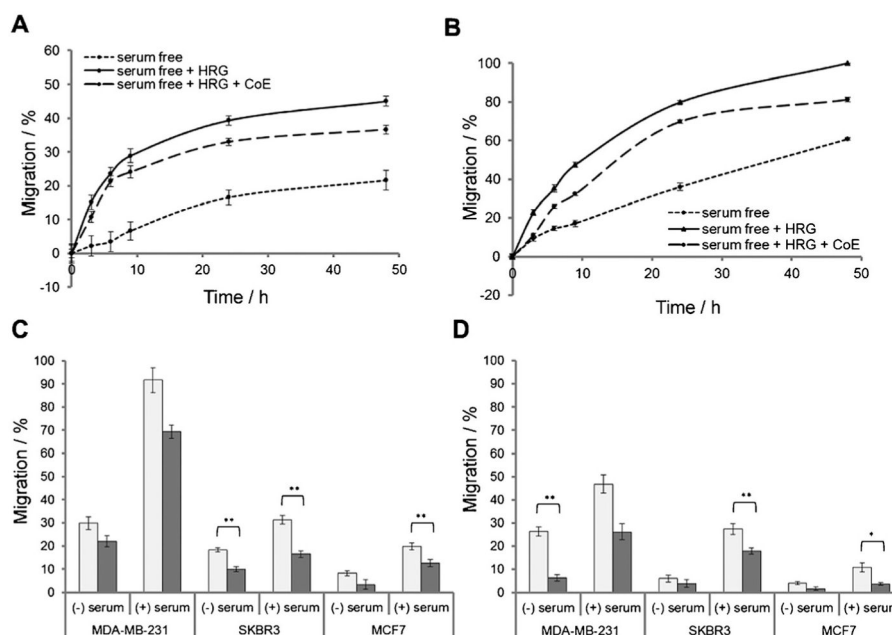 A
serum free
serum free + HRG
serum free + HRG + CoE
Migration / %
60
50
40
30
20
10
0
-10
0
10
20
30
40
50
Time / h
B
100
80
60
40
20
0
-20
Migration / %
serum free
serum free + HRG
serum free + HRG + CoE
0
10
20
30
40
50
Time / h
C
Migration / %
100
90
80
70
60
50
40
30
20
10
0
**
**
**
(-) serum
(+) serum
(-) serum
(+) serum
(-) serum
(+) serum
MDA-MB-231
SKBR3
MCF7
D
Migration / %
100
90
80
70
60
50
40
30
20
10
0
**
**
*
(-) serum
(+) serum
(-) serum
(+) serum
(-) serum
(+) serum
MDA-MB-231
SKBR3
MCF7